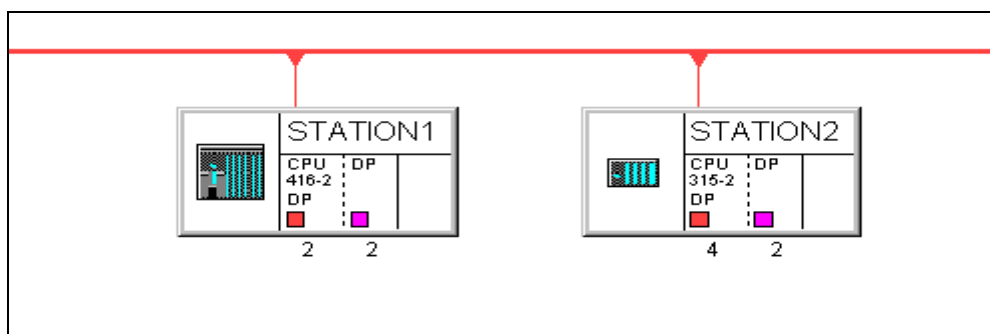 STATION1
CPU 416-2 DP
DP
2 2
STATION2
CPU 315-2 DP
DP
4 2